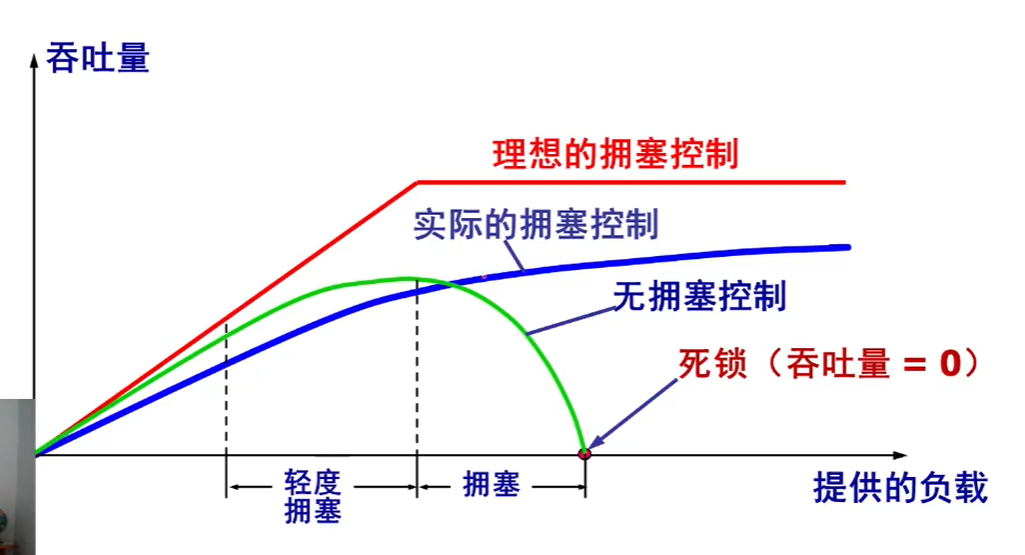 吞吐量
理想的拥塞控制
实际的拥塞控制
无拥塞控制
死锁（吞吐量 = 0）
轻度
拥塞
拥塞
提供的负载